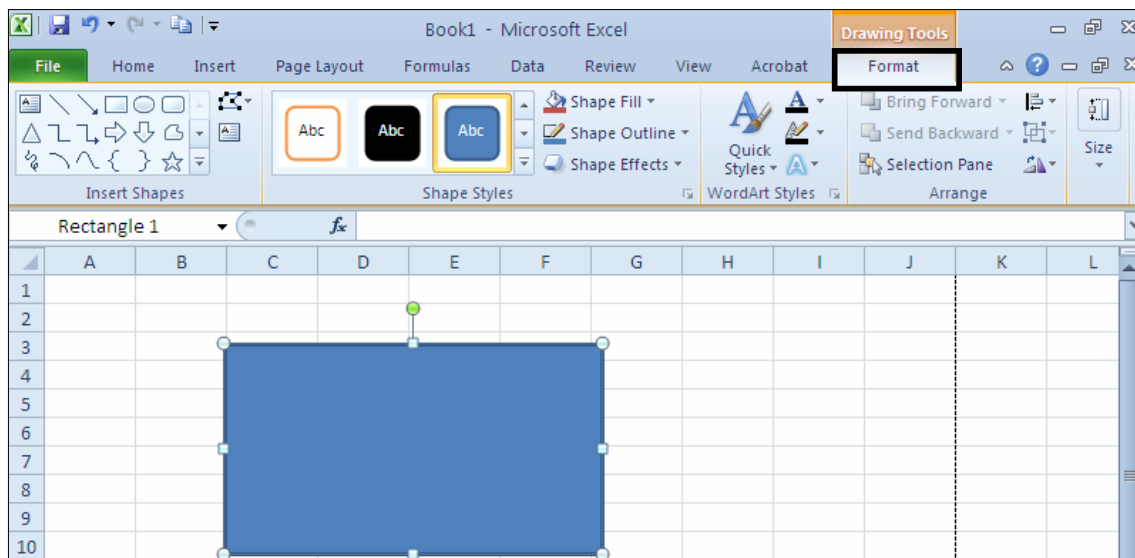 Book1 - Microsoft Excel
Drawing Tools
File Home Insert Page Layout Formulas Data Review View Acrobat Format
Abc Abc Abc
Shape Fill
Shape Outline
Shape Effects
Quick
Styles
Bring Forward
Send Backward
Selection Pane
Size
Insert Shapes Shape Styles WordArt Styles Arrange
Rectangle 1 fx
A B C D E F G H I J K L
1
2
3
4
5
6
7
8
9
10